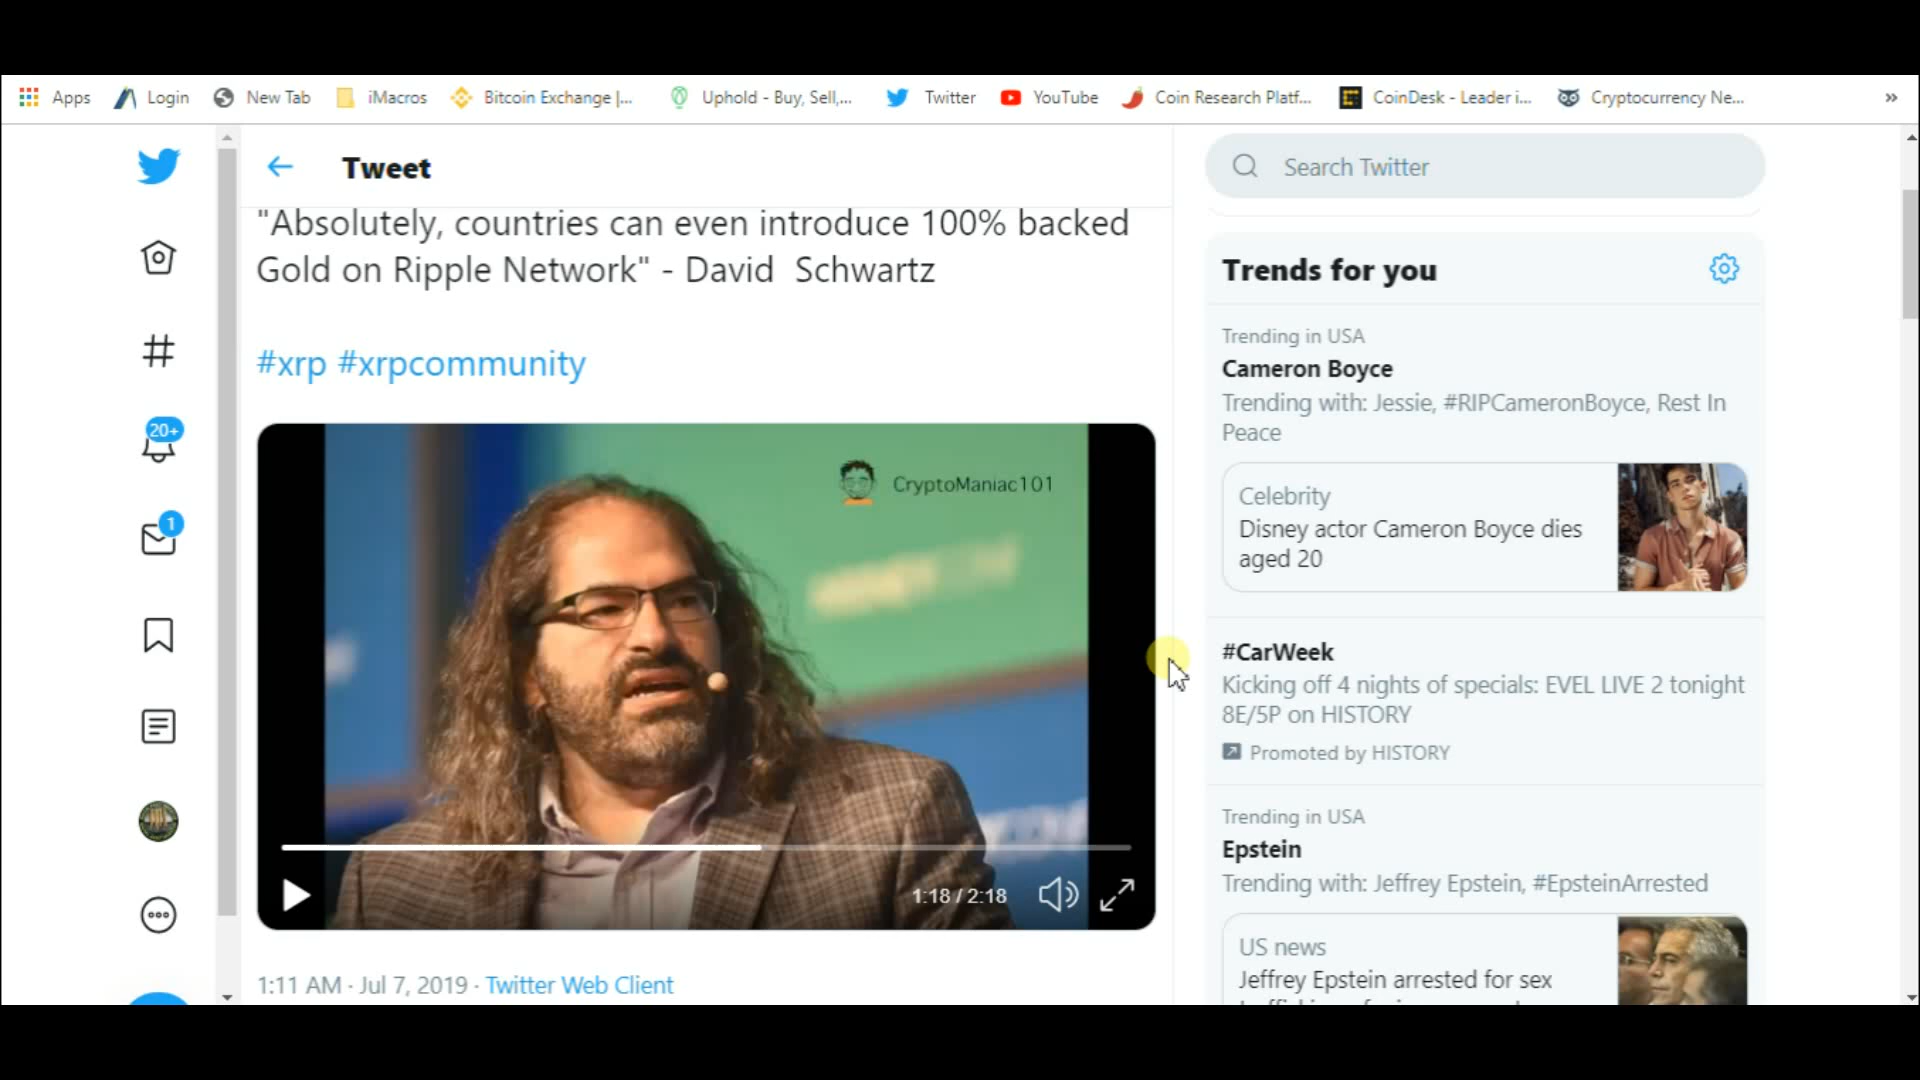 Apps Login New Tab iMacros Bitcoin Exchange |... Uphold - Buy, Sell,... Twitter YouTube Coin Research Platf... CoinDesk - Leader i... Cryptocurrency Ne... »
Tweet
"Absolutely, countries can even introduce 100% backed
Gold on Ripple Network" - David Schwartz
#xrp #xrpcommunity
20+
1
CryptoManiac101
1:18 / 2:18
1:11 AM · Jul 7, 2019 · Twitter Web Client
Search Twitter
Trends for you
Trending in USA
Cameron Boyce
Trending with: Jessie, #RIPCameronBoyce, Rest In
Peace
Celebrity
Disney actor Cameron Boyce dies
aged 20
#CarWeek
Kicking off 4 nights of specials: EVEL LIVE 2 tonight
8E/5P on HISTORY
Promoted by HISTORY
Trending in USA
Epstein
Trending with: Jeffrey Epstein, #EpsteinArrested
US news
Jeffrey Epstein arrested for sex